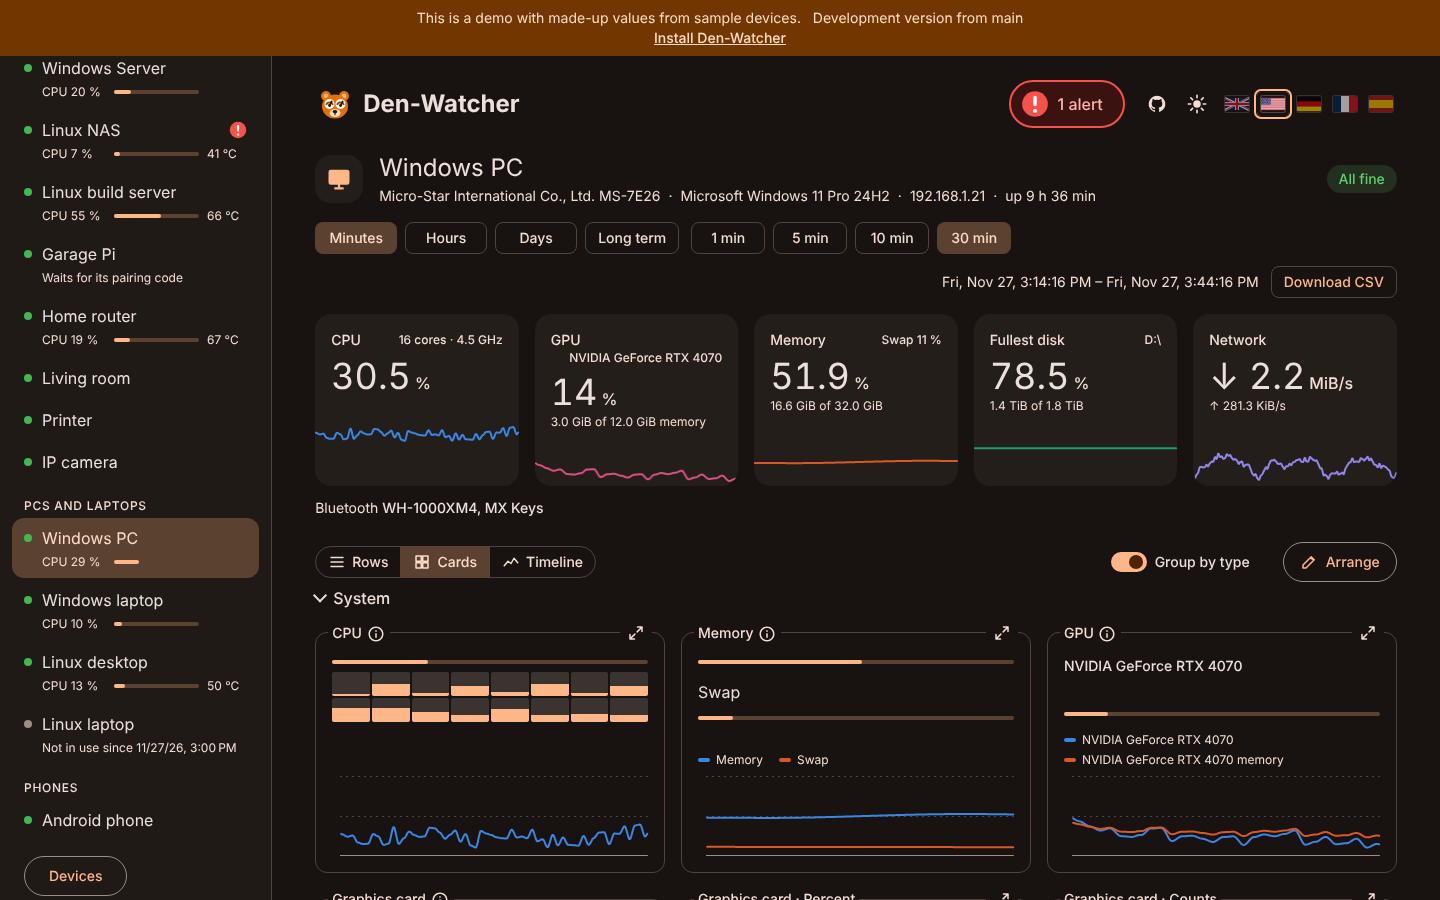 This is a demo with made-up values from sample devices. Development version from main
Install Den-Watcher
Windows Server
CPU 20 %
Linux NAS
CPU 7 % 41 °C
Linux build server
CPU 55 % 66 °C
Garage Pi
Waits for its pairing code
Home router
CPU 19 % 67 °C
Living room
Printer
IP camera
PCS AND LAPTOPS
Windows PC
CPU 29 %
Windows laptop
CPU 10 %
Linux desktop
CPU 13 % 50 °C
Linux laptop
Not in use since 11/27/26, 3:00 PM
PHONES
Android phone
Devices
Den-Watcher
1 alert
Windows PC
Micro-Star International Co., Ltd. MS-7E26 · Microsoft Windows 11 Pro 24H2 · 192.168.1.21 · up 9 h 36 min
All fine
Minutes Hours Days Long term 1 min 5 min 10 min 30 min
Fri, Nov 27, 3:14:16 PM – Fri, Nov 27, 3:44:16 PM Download CSV
CPU 16 cores · 4.5 GHz
30.5 %
GPU
NVIDIA GeForce RTX 4070
14 %
3.0 GiB of 12.0 GiB memory
Memory Swap 11 %
51.9 %
16.6 GiB of 32.0 GiB
Fullest disk D:\
78.5 %
1.4 TiB of 1.8 TiB
Network
↓ 2.2 MiB/s
↑ 281.3 KiB/s
Bluetooth WH-1000XM4, MX Keys
Rows Cards Timeline
Group by type Arrange
System
CPU
Memory
Swap
Memory Swap
GPU
NVIDIA GeForce RTX 4070
NVIDIA GeForce RTX 4070
NVIDIA GeForce RTX 4070 memory
Graphics card
Graphics card · Percent
Graphics card · Counts